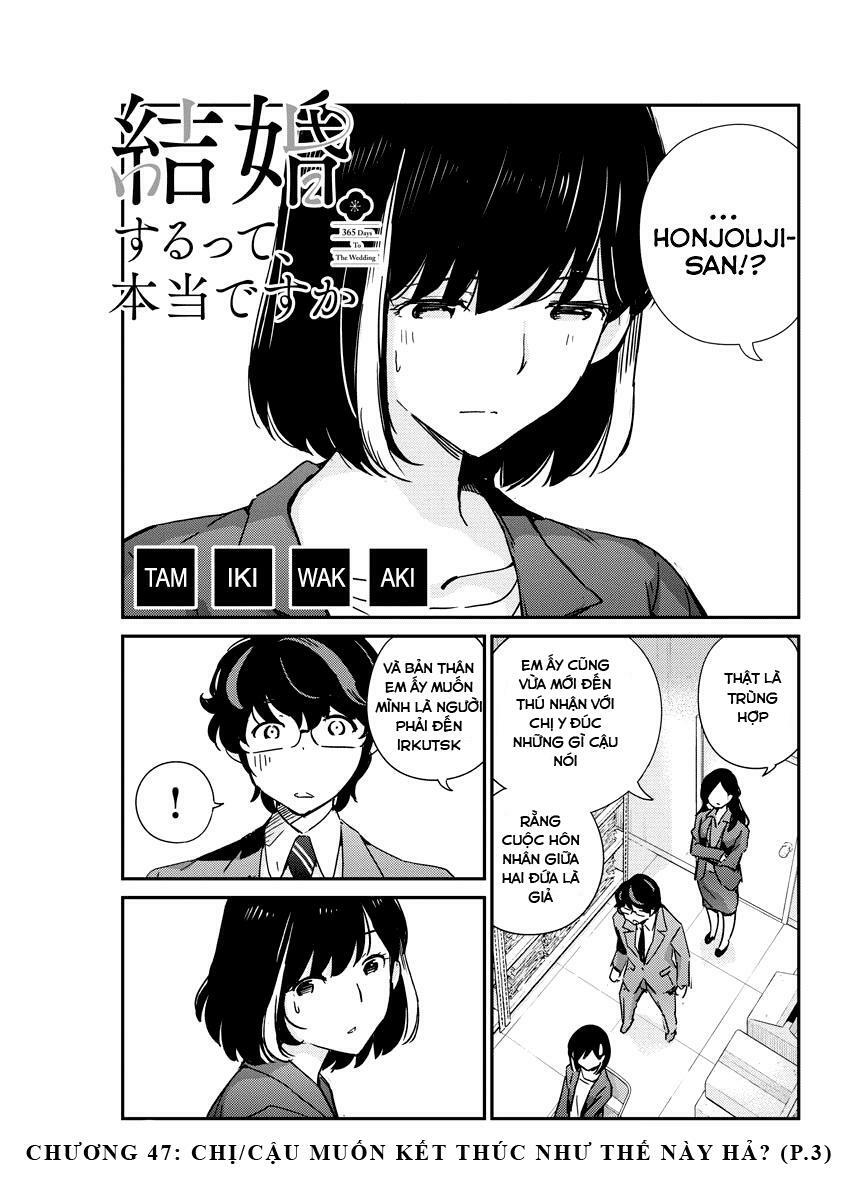 結婚
するって、
本当ですか
365 Days
To
The Wedding
...
HONJOUJI-
SAN!?
TAM IKI WAK AKI
THẬT LÀ
TRÙNG
HỢP
EM ẤY CŨNG
VỪA MỚI ĐẾN
THÚ NHẬN VỚI
CHỊ Y ĐÚC
NHỮNG GÌ CẬU
NÓI
RẰNG
CUỘC HÔN
NHÂN GIỮA
HAI ĐỨA LÀ
GIẢ
VÀ BẢN THÂN
EM ẤY MUỐN
MÌNH LÀ NGƯỜI
PHẢI ĐẾN
IRKUTSK
!
CHƯƠNG 47: CHỊ/CẬU MUỐN KẾT THÚC NHƯ THẾ NÀY HẢ? (P.3)